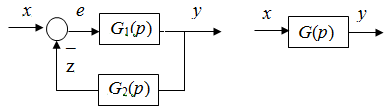 x e y x y
G₁(p) G(p)
–
z
G₂(p)